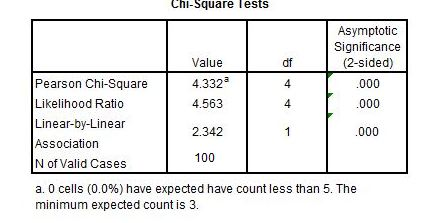 Chi-Square Tests
Value df Asymptotic Significance (2-sided)
Pearson Chi-Square 4.332a 4 .000
Likelihood Ratio 4.563 4 .000
Linear-by-Linear Association 2.342 1 .000
N of Valid Cases 100
a. 0 cells (0.0%) have expected have count less than 5. The
minimum expected count is 3.